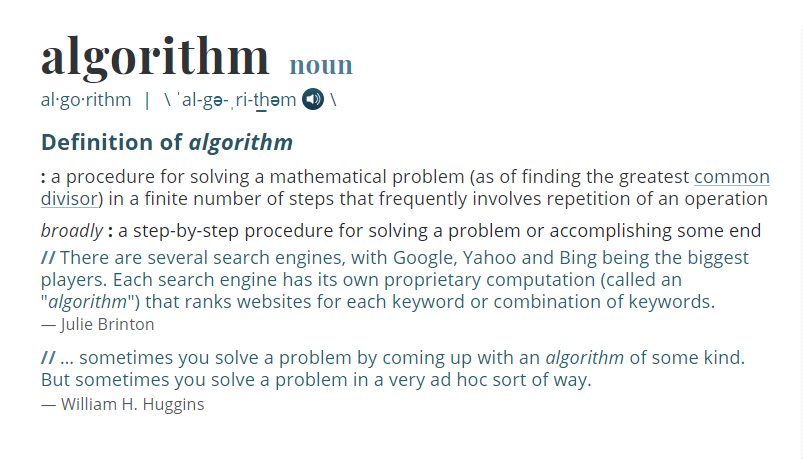 algorithm noun
al·go·rithm | \ ˈal-gə-ˌri-t͟həm \
Definition of algorithm
: a procedure for solving a mathematical problem (as of finding the greatest common
divisor) in a finite number of steps that frequently involves repetition of an operation
broadly : a step-by-step procedure for solving a problem or accomplishing some end
// There are several search engines, with Google, Yahoo and Bing being the biggest
players. Each search engine has its own proprietary computation (called an
"algorithm") that ranks websites for each keyword or combination of keywords.
— Julie Brinton
// ... sometimes you solve a problem by coming up with an algorithm of some kind.
But sometimes you solve a problem in a very ad hoc sort of way.
— William H. Huggins